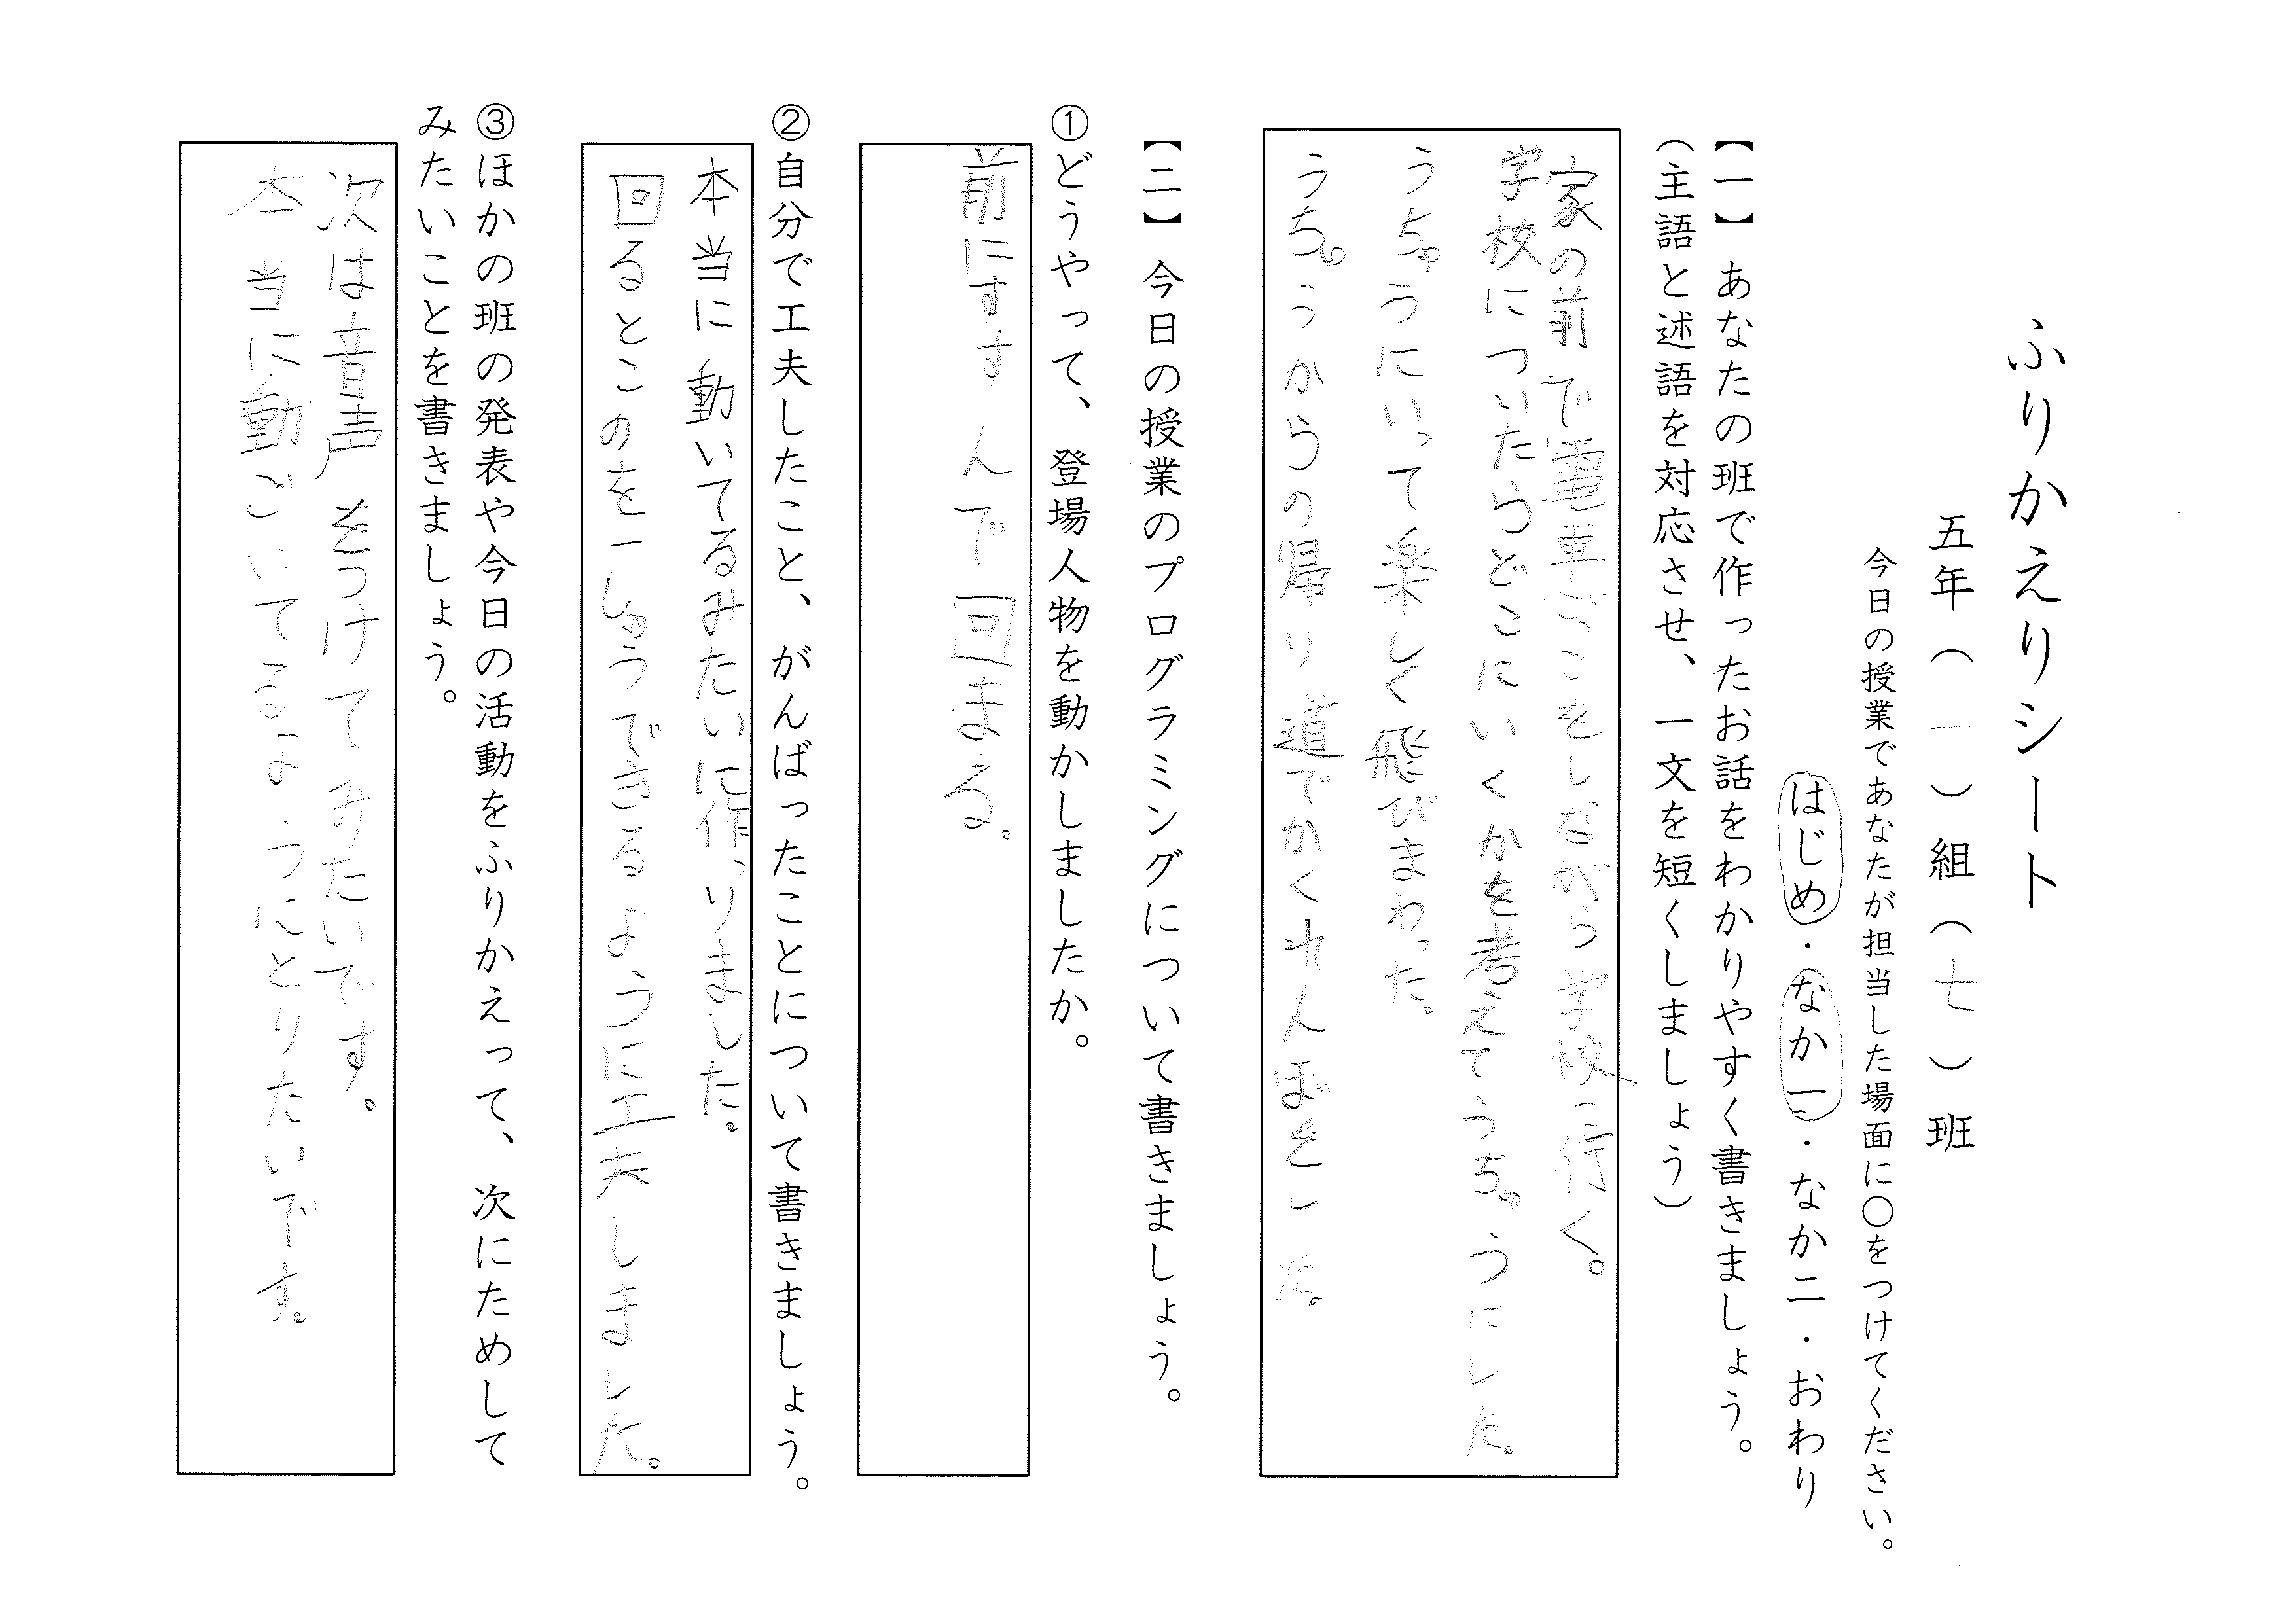 ふりかえりシート
五年(一)組(七)班
今日の授業であなたが担当した場面に○をつけてください。
はじめ・なか一・なか二・おわり
【一】あなたの班で作ったお話をわかりやすく書きましょう。
(主語と述語を対応させ、一文を短くしましょう)
家の前で電車ごっこをしながら学校に行く。
学校についたらどこにいくかを考えてうちゅうにした。
うちゅうにいって楽しく飛びまわった。
うちゅうからの帰り道でかくれんぼをした。
【二】今日の授業のプログラミングについて書きましょう。
①どうやって、登場人物を動かしましたか。
前にすすんで回まる。
②自分で工夫したこと、がんばったことについて書きましょう。
本当に動いてるみたいに作っりました。
回るとこのを一しゅうできるように工夫しました。
③ほかの班の発表や今日の活動をふりかえって、次にためして
みたいことを書きましょう。
次は音声をつけてみたいです。
本当に動ごいてるようにとりたいです。